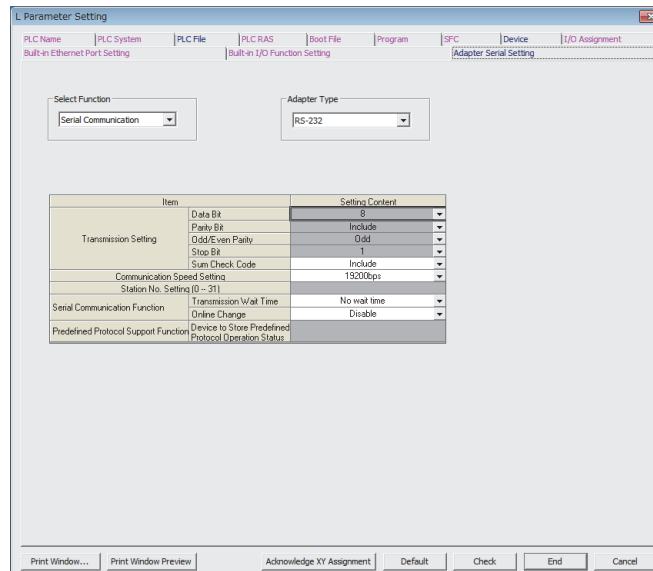 L Parameter Setting
PLC Name PLC System PLC File PLC RAS Boot File Program SFC Device I/O Assignment
Built-in Ethernet Port Setting Built-in I/O Function Setting Adapter Serial Setting
Select Function
Serial Communication
Adapter Type
RS-232
Item Setting Content
Transmission Setting
Data Bit 8
Parity Bit Include
Odd/Even Parity Odd
Stop Bit 1
Sum Check Code Include
Communication Speed Setting 19200bps
Station No. Setting (0 -- 31)
Serial Communication Function
Transmission Wait Time No wait time
Online Change Disable
Predefined Protocol Support Function
Device to Store Predefined
Protocol Operation Status
Print Window... Print Window Preview Acknowledge XY Assignment Default Check End Cancel